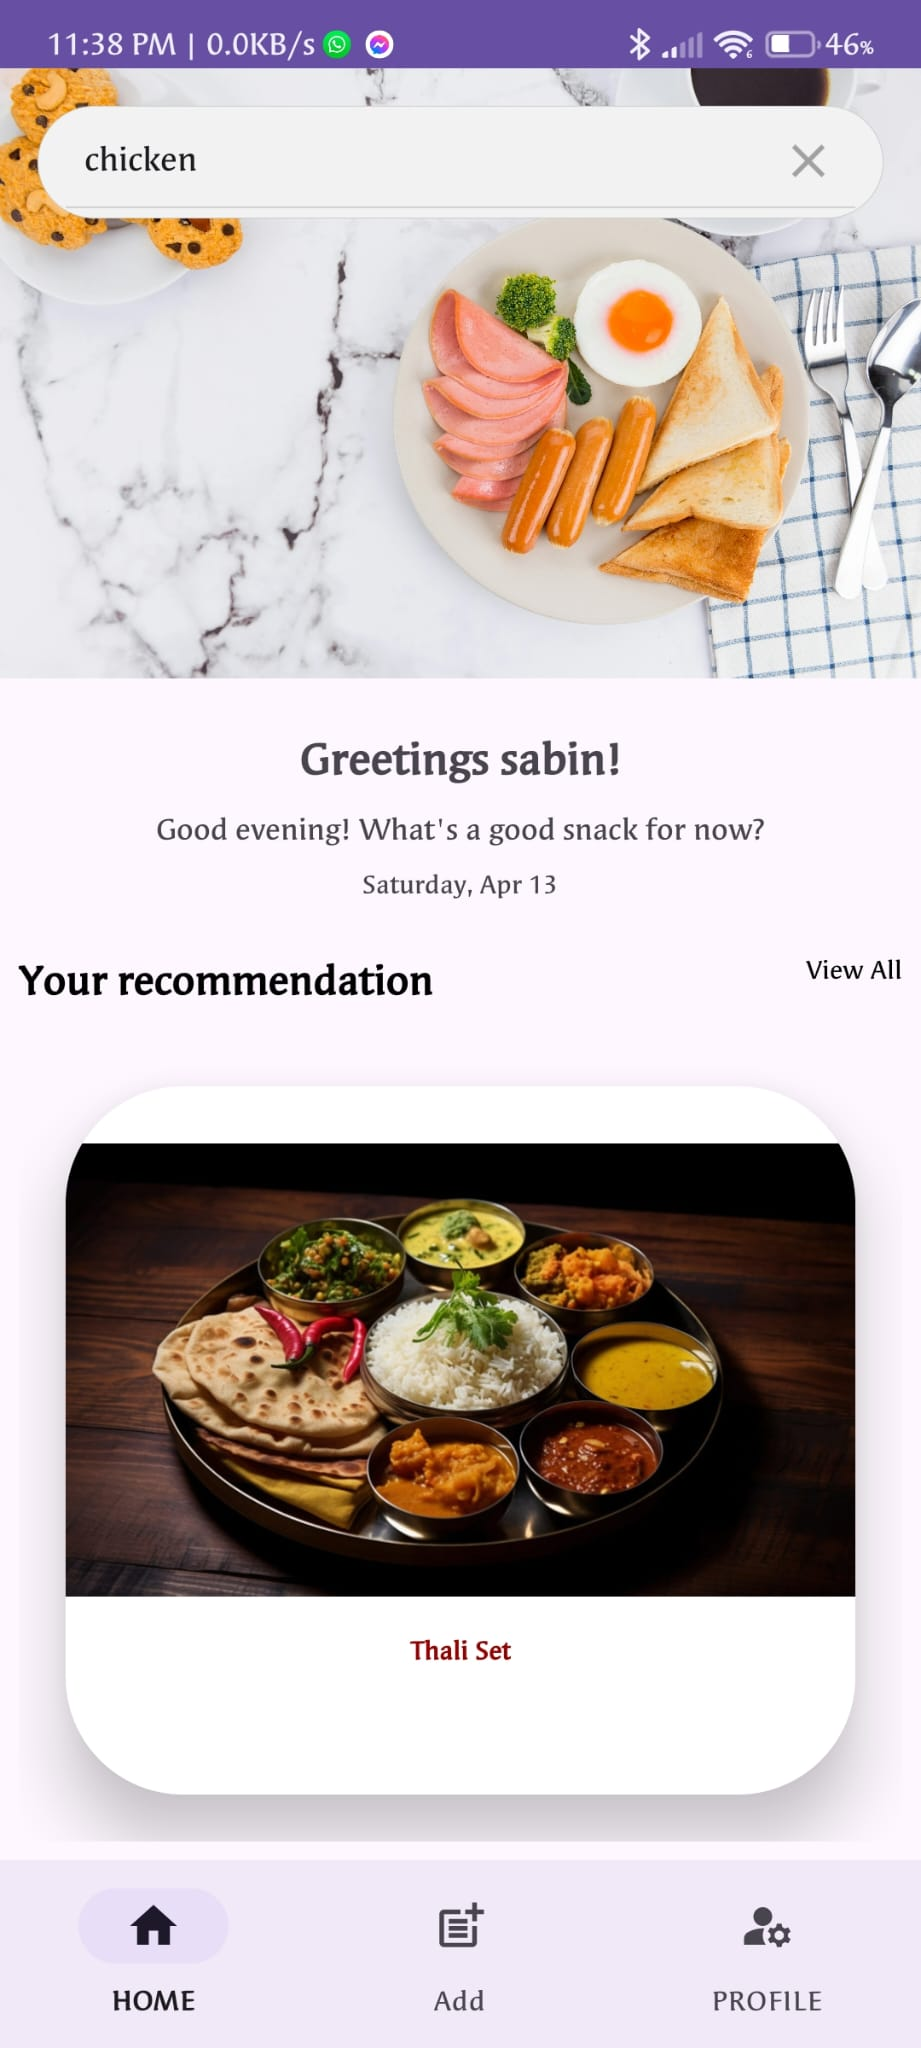 11:38 PM | 0.0KB/s 46%
chicken
Greetings sabin!
Good evening! What's a good snack for now?
Saturday, Apr 13
Your recommendation
View All
Thali Set
HOME
Add
PROFILE